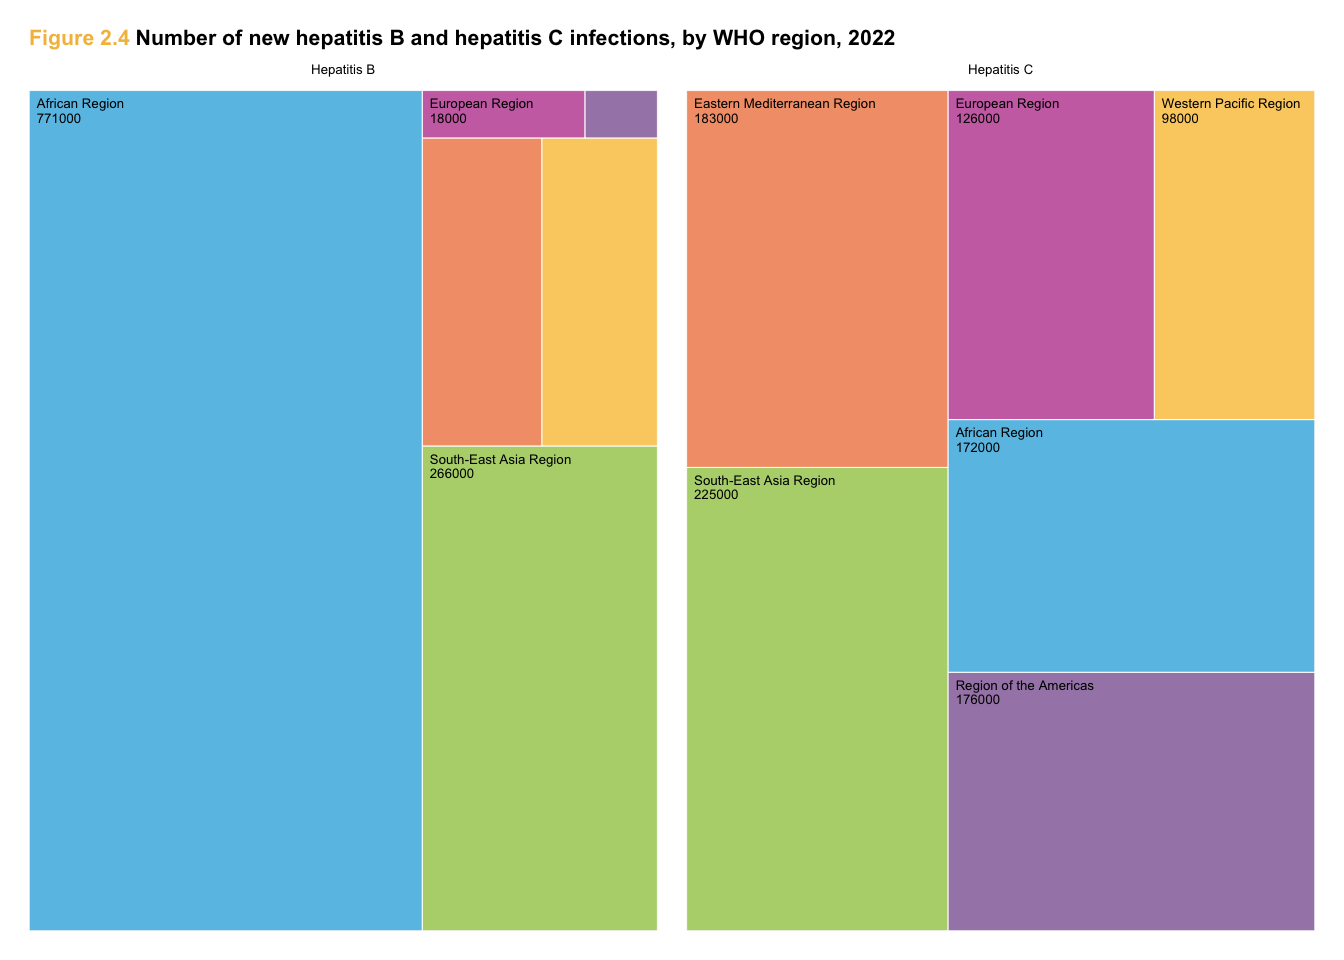 Figure 2.4 Number of new hepatitis B and hepatitis C infections, by WHO region, 2022
Hepatitis B
African Region
771000
European Region
18000
South-East Asia Region
266000
Hepatitis C
Eastern Mediterranean Region
183000
European Region
126000
Western Pacific Region
98000
African Region
172000
South-East Asia Region
225000
Region of the Americas
176000